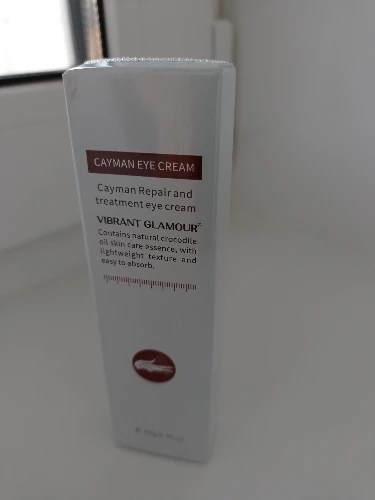 CAYMAN EYE CREAM
Cayman Repair and
treatment eye cream
VIBRANT GLAMOUR
Contains natural crocodile
oil skin care essence, with
lightweight texture and
easy to absorb.